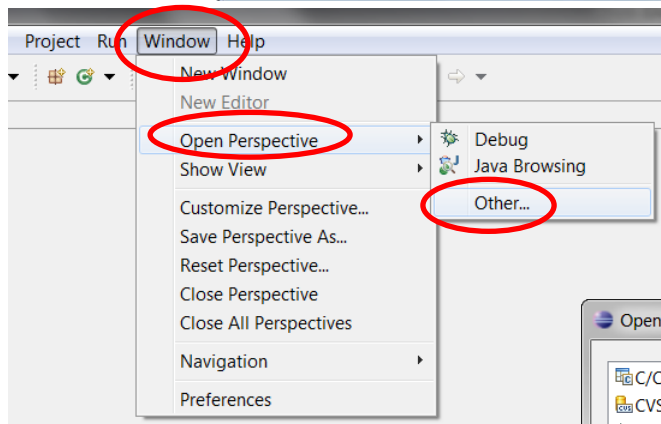 Project Run Window Help
New Window
New Editor
Open Perspective
Show View
Customize Perspective...
Save Perspective As...
Reset Perspective...
Close Perspective
Close All Perspectives
Navigation
Preferences
Debug
Java Browsing
Other...
Open
C/C
CVS